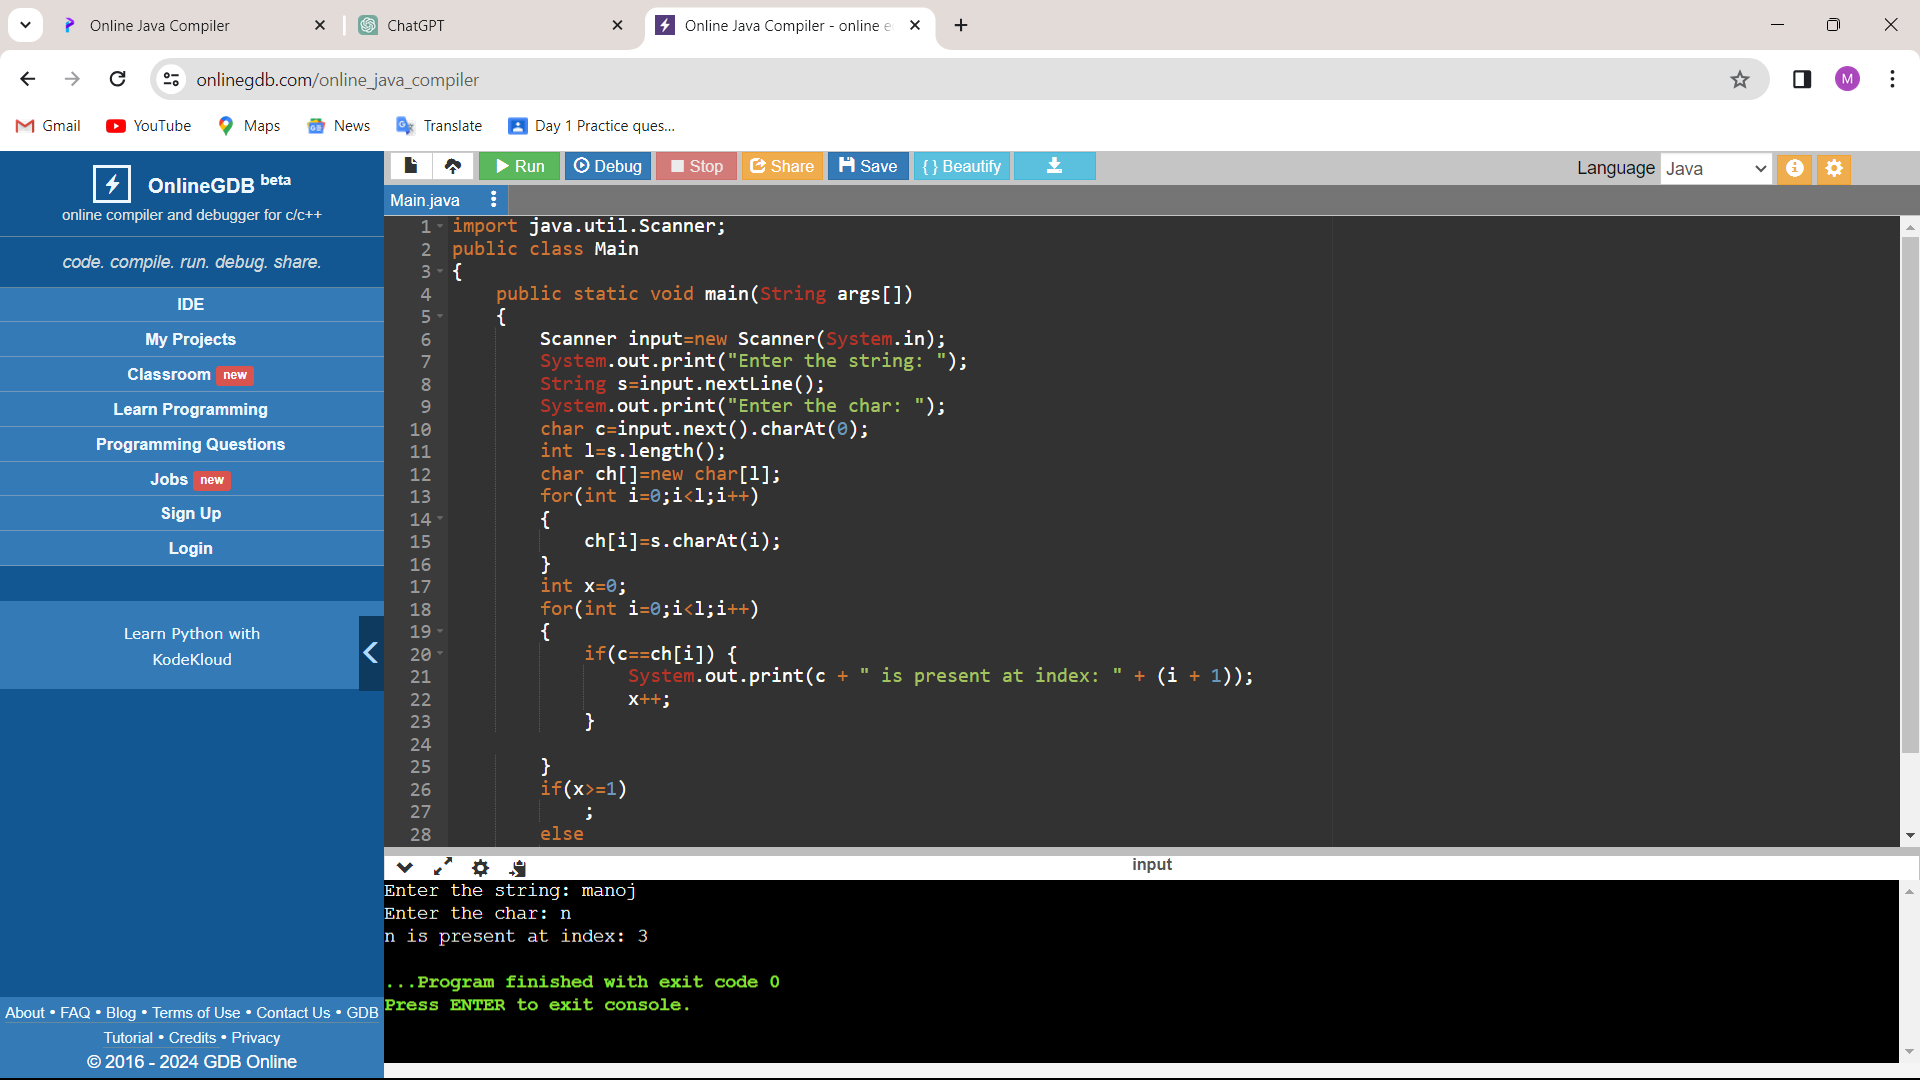 Online Java Compiler
ChatGPT
Online Java Compiler - online e
onlinegdb.com/online_java_compiler
M
Gmail
YouTube
Maps
News
Translate
Day 1 Practice ques...
OnlineGDB beta
online compiler and debugger for c/c++
code. compile. run. debug. share.
IDE
My Projects
Classroom new
Learn Programming
Programming Questions
Jobs new
Sign Up
Login
Learn Python with
KodeKloud
About • FAQ • Blog • Terms of Use • Contact Us • GDB
Tutorial • Credits • Privacy
© 2016 - 2024 GDB Online
Run Debug Stop Share Save { } Beautify
Language Java
Main.java
1 import java.util.Scanner;
2 public class Main
3 {
4 public static void main(String args[])
5 {
6 Scanner input=new Scanner(System.in);
7 System.out.print("Enter the string: ");
8 String s=input.nextLine();
9 System.out.print("Enter the char: ");
10 char c=input.next().charAt(0);
11 int l=s.length();
12 char ch[]=new char[l];
13 for(int i=0;i<l;i++)
14 {
15 ch[i]=s.charAt(i);
16 }
17 int x=0;
18 for(int i=0;i<l;i++)
19 {
20 if(c==ch[i]) {
21 System.out.print(c + " is present at index: " + (i + 1));
22 x++;
23 }
24
25 }
26 if(x>=1)
27 ;
28 else
input
Enter the string: manoj
Enter the char: n
n is present at index: 3
...Program finished with exit code 0
Press ENTER to exit console.